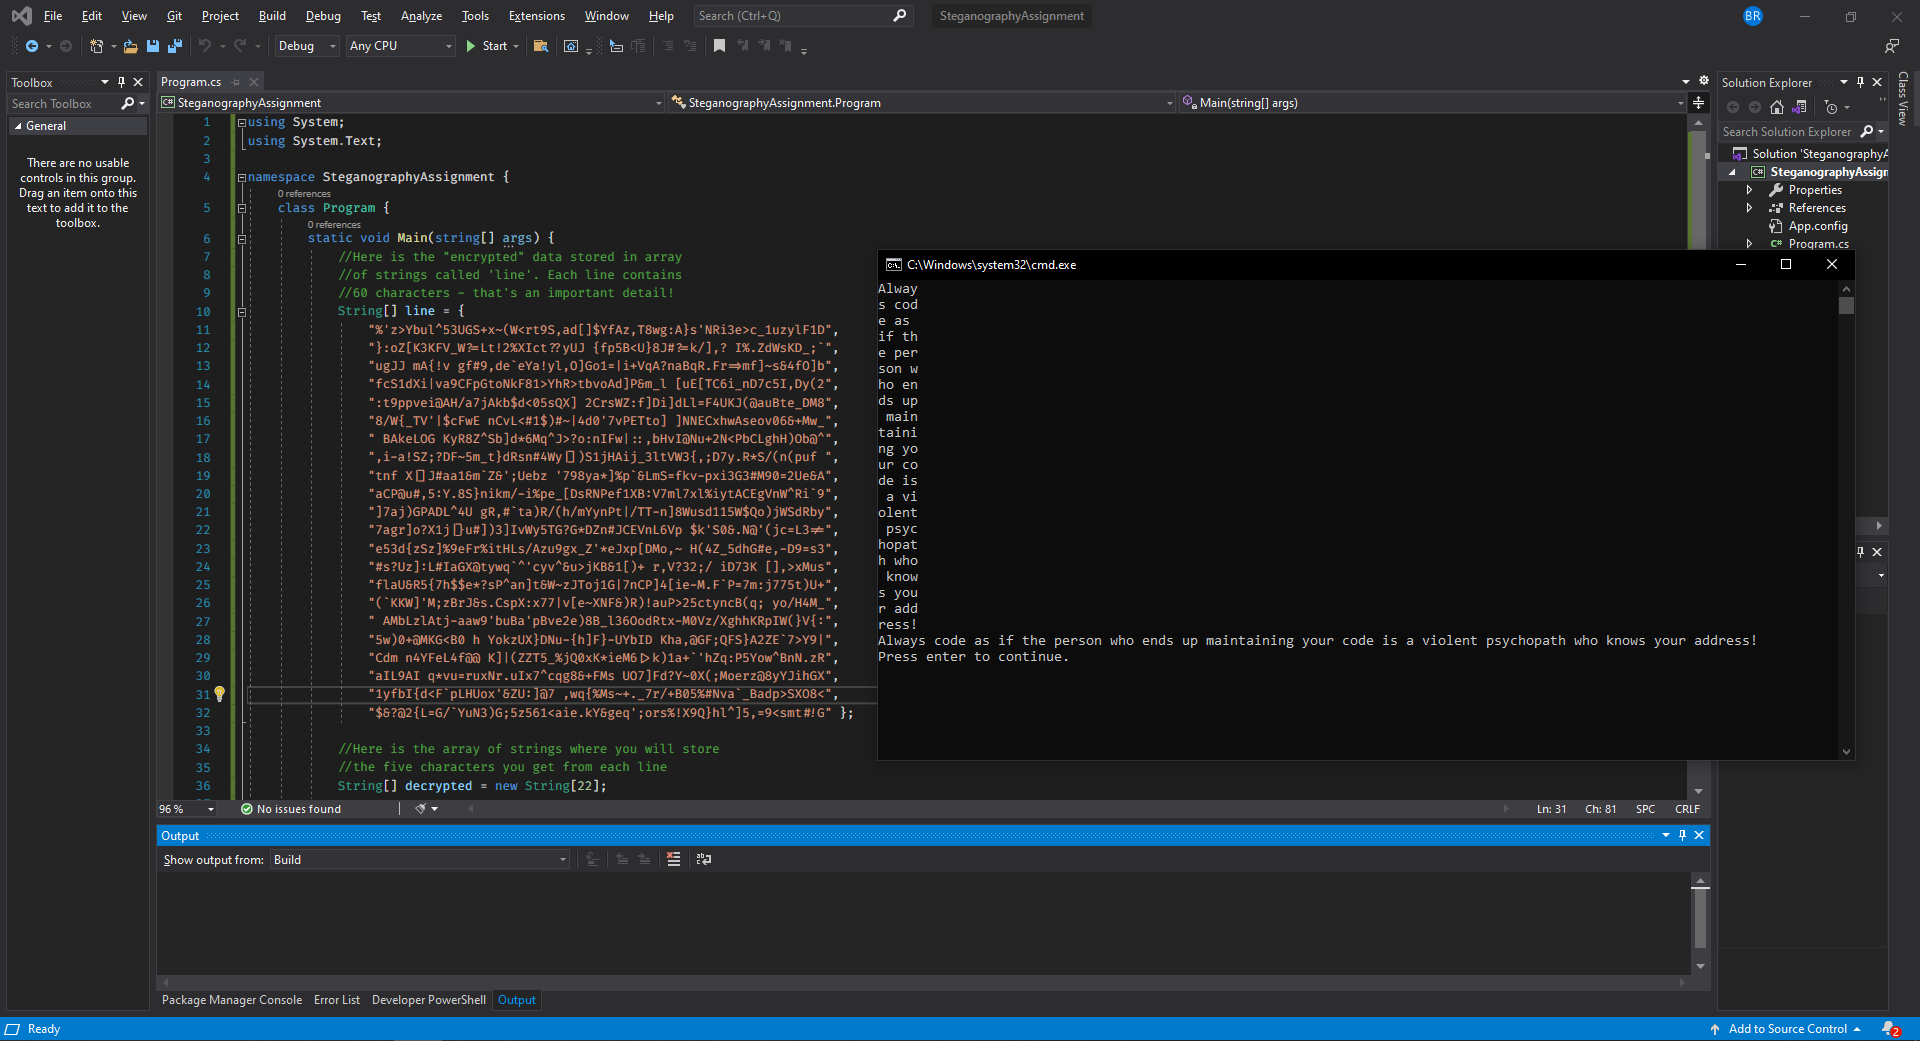 File Edit View Git Project Build Debug Test Analyze Tools Extensions Window Help Search (Ctrl+Q) SteganographyAssignment BR
Debug Any CPU Start
Toolbox
Search Toolbox
General
There are no usable
controls in this group.
Drag an item onto this
text to add it to the
toolbox.
Program.cs
SteganographyAssignment SteganographyAssignment.Program Main(string[] args)
1 using System;
2 using System.Text;
3
4 namespace SteganographyAssignment {
0 references
5 class Program {
0 references
6 static void Main(string[] args) {
7 //Here is the "encrypted" data stored in array
8 //of strings called 'line'. Each line contains
9 //60 characters - that's an important detail!
10 String[] line = {
11 "%'z>Ybul^53UGS+x~(W<rt9S,ad[]$YfAz,T8wg:A}s'NRi3e>c_1uzylF1D",
12 "}:oZ[K3KFV_W?=Lt!2%XIct??yUJ {fp5B<U}8J#?=k/],? I%.ZdWsKD_;`",
13 "ugJJ mA{!v gf#9,de`eYa!yl,O]Go1=|i+VqA?naBqR.Fr=>mf]~s&4fO]b",
14 "fcS1dXi|va9CFpGtoNkF81>YhR>tbvoAd]P&m_l [uE[TC6i_nD7c5I,Dy(2",
15 ":t9ppvei@AH/a7jAkb$d<05sQX] 2CrsWZ:f]Di]dLl=F4UKJ(@auBte_DM8",
16 "8/W{_TV'|$cFwE nCvL<#1$)#~|4d0'7vPETto] ]NNECxhwAseov06&+Mw_",
17 " BAkeLOG KyR8Z^Sb]d*6Mq^J>?o:nIFw|::,bHvI@Nu+2N<PbCLghH)Ob@^",
18 ",i-a!SZ;?DF~5m_t}dRsn#4Wy[])S1jHAij_3ltVW3{,;D7y.R*S/(n(puf ",
19 "tnf X[]J#aa1&m`Z&';Uebz '798ya*]%p`&LmS=fkv-pxi3G3#M90=2Ue&A",
20 "aCP@u#,5:Y.8S}nikm/-i%pe_[DsRNPef1XB:V7ml7xl%iytACEgVnW^Ri`9",
21 "]7aj)GPADL^4U gR,#`ta)R/(h/mYynPt|/TT-n]8Wusd115W$Qo)jWSdRby",
22 "7agr]o?X1j[}u#])3]IvWy5TG?G*DZn#JCEVnL6Vp $k'S0&.N@'(jc=L3!=",
23 "e53d{zSz]%9eFr%itHLs/Azu9gx_Z'*eJxp[DMo,~ H(4Z_5dhG#e,-D9=s3",
24 "#s?Uz]:L#IaGX@tywq`^'cyv^&u>jKB&1[)+ r,V?32;/ iD73K [],>xMus",
25 "flaU&R5{7h$$e*?sP^an]t&W~zJToj1G|7nCP]4[ie-M.F`P=7m:j775t)U+",
26 "(`KKW]'M;zBrJ&s.CspX:x77|v[e~XNF&)R)!auP>25ctyncB(q; yo/H4M_",
27 " AMbLzlAtj-aaw9'buBa'pBve2e)8B_l36OodRtx-M0Vz/XghhKRpIW(}V{:",
28 "5w)0+@MKG<B0 h YokzUX}DNu-{h]F}-UYbID Kha,@GF;QFS}A2ZE`7>Y9|",
29 "Cdm n4YFeL4f@@ K]|(ZZT5_%jQ0xK*ieM6|>k)1a+`'hZq:P5Yow^BnN.zR",
30 "aIL9AI q*vu=ruxNr.uIx7^cqg8&+FMs UO7]Fd?Y~0X(;Moerz@8yYJihGX",
31 "1yfbI{d<F`pLHUox'&ZU:]@7 ,wq{%Ms~+._7r/+B05%#Nva`_Badp>SXO8<",
32 "$&?@2{L=G/`YuN3)G;5z561<aie.kY&geq';ors%!X9Q}hl^]5,=9<smt#!G" };
33
34 //Here is the array of strings where you will store
35 //the five characters you get from each line
36 String[] decrypted = new String[22];
96 % No issues found Ln: 31 Ch: 81 SPC CRLF
C:\Windows\system32\cmd.exe
Alway
s cod
e as
if th
e per
son w
ho en
ds up
 main
taini
ng yo
ur co
de is
 a vi
olent
 psyc
hopat
h who
 know
s you
r add
ress!
Always code as if the person who ends up maintaining your code is a violent psychopath who knows your address!
Press enter to continue.
Solution Explorer
Search Solution Explorer
Solution 'SteganographyA
SteganographyAssign
Properties
References
App.config
Program.cs
Class View
Output
Show output from: Build
Package Manager Console Error List Developer PowerShell Output
Ready Add to Source Control 2